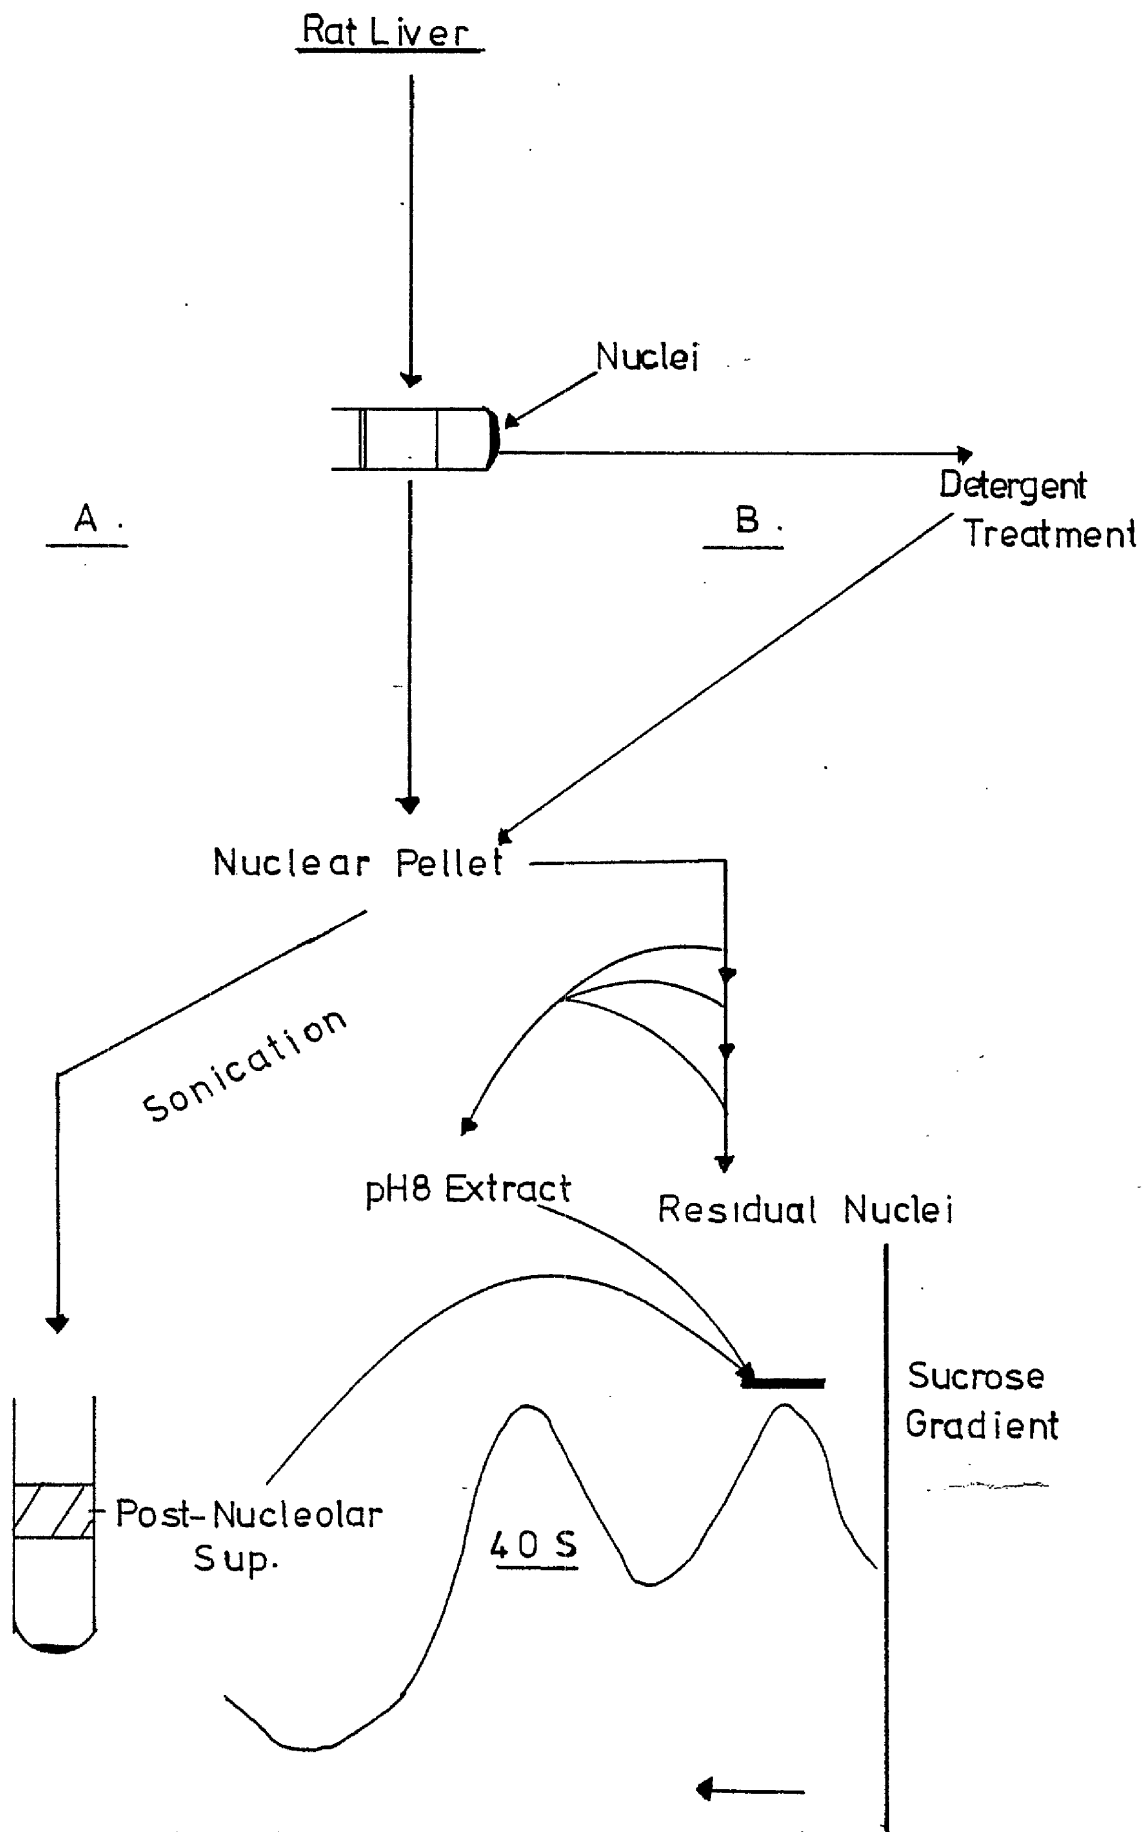 Rat Liver
Nuclei
A.
B.
Detergent
Treatment
Nuclear Pellet
Sonication
pH8 Extract
Residual Nuclei
Sucrose
Gradient
Post-Nucleolar
Sup.
40 S